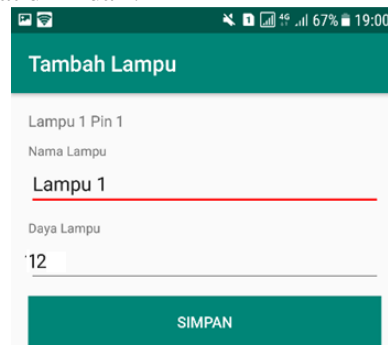 67% 19:00
Tambah Lampu
Lampu 1 Pin 1
Nama Lampu
Lampu 1
Daya Lampu
12
SIMPAN